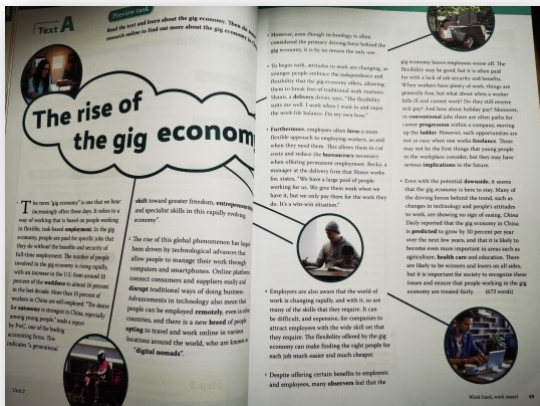 Text A
Preview task
Read the text and learn about the gig economy. Then do some
research online to find out more about the gig economy in
The rise of
the gig econom
The term "gig economy" is one that we hear
increasingly often these days. It refers to a
way of working that is based on people working
in flexible, task-based employment. In the gig
economy, people are paid for specific jobs that
they do without the benefits and security of
full-time employment. The number of people
involved in the gig economy is rising rapidly,
with an increase in the U.S. from around 10
percent of the workforce to almost 16 percent
in the last decade. More than 10 percent of
workers in China are self-employed. "The desire
for autonomy is strongest in China, especially
among young people," reads a report
by PwC, one of the leading
accounting firms. This
indicates "a generational
shift toward greater freedom, entrepreneurship
and specialist skills in this rapidly evolving
economy".
The rise of this global phenomenon has largely
been driven by technological advances that
allow people to manage their work through
computers and smartphones. Online platforms
connect consumers and suppliers easily and
disrupt traditional ways of doing business.
Advancements in technology also mean that
people can be employed remotely, even in other
countries, and there is a new breed of people
opting to travel and work online in exotic
locations around the world, who are known as
"digital nomads".
Unit 2
However, even though technology is often
considered the primary driving force behind the
gig economy, it is by no means the only one.
To begin with, attitudes to work are changing, as
younger people embrace the independence and
flexibility that the gig economy offers, allowing
them to break free of traditional work routines.
Shaun, a delivery driver, says, "The flexibility
suits me well. I work when I want to and enjoy
the work-life balance. I'm my own boss."
Furthermore, employers often favor a more
flexible approach to employing workers, as and
when they need them. This allows them to cut
costs and reduce the bureaucracy necessary
when offering permanent employment. Becky, a
manager at the delivery firm that Shaun works
for, states, "We have a large pool of people
working for us. We give them work when we
have it, but we only pay them for the work they
do. It's a win-win situation."
Employers are also aware that the world of
work is changing rapidly, and with it, so are
many of the skills that they require. It can
be difficult, and expensive, for companies to
attract employees with the wide skill set that
they require. The flexibility offered by the gig
economy can make finding the right people for
each job much easier and much cheaper.
Despite offering certain benefits to employers
and employees, many observers feel that the
gig economy leaves employees worse off. The
flexibility may be good, but it is often paid
for with a lack of job security and benefits.
When workers have plenty of work, things are
generally fine, but what about when a worker
falls ill and cannot work? Do they still receive
sick pay? And how about holiday pay? Moreover,
in conventional jobs there are often paths for
career progression within a company, moving
up the ladder. However, such opportunities are
not so easy when one works freelance. These
may not be the first things that young people
in the workplace consider, but they may have
serious implications in the future.
Even with the potential downside, it seems
that the gig economy is here to stay. Many of
the driving forces behind the trend, such as
changes in technology and people's attitudes
to work, are showing no sign of easing. China
Daily reported that the gig economy in China
is predicted to grow by 30 percent per year
over the next few years, and that it is likely to
become even more important in areas such as
agriculture, health care and education. There
are likely to be winners and losers on all sides,
but it is important for society to recognize these
issues and ensure that people working in the gig
economy are treated fairly. (673 words)
Work hard, work smart